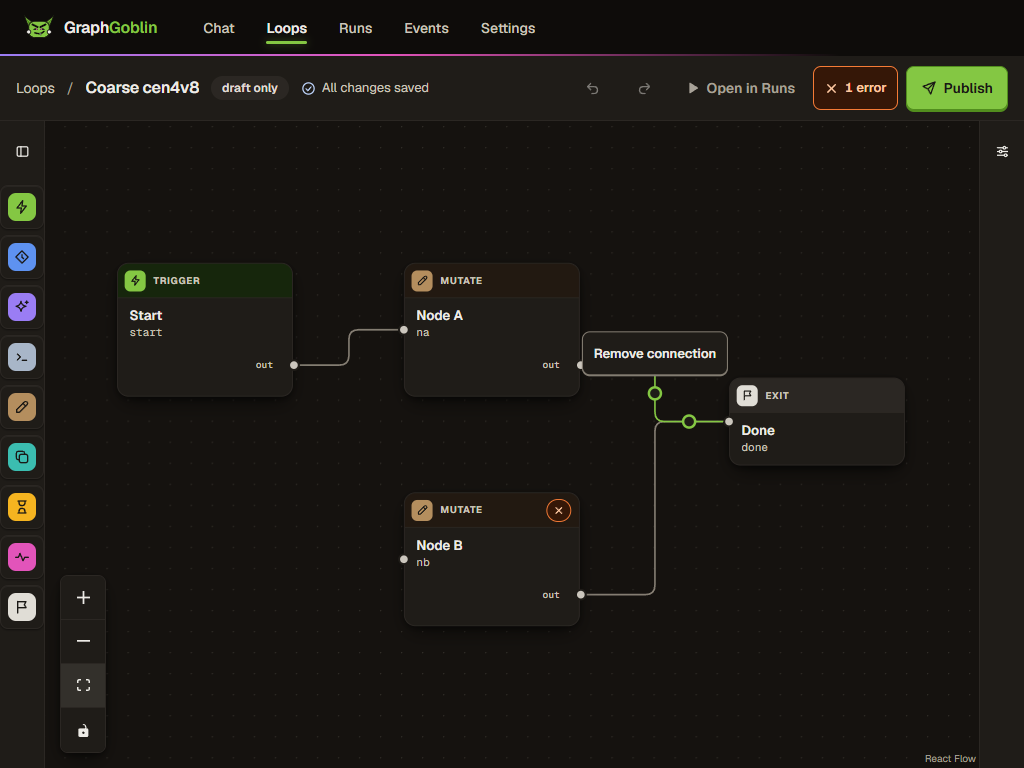 GraphGoblin
Chat
Loops
Runs
Events
Settings
Loops / Coarse cen4v8
draft only
All changes saved
Open in Runs
1 error
Publish
TRIGGER
Start
start
out
MUTATE
Node A
na
out
Remove connection
EXIT
Done
done
MUTATE
Node B
nb
out
React Flow